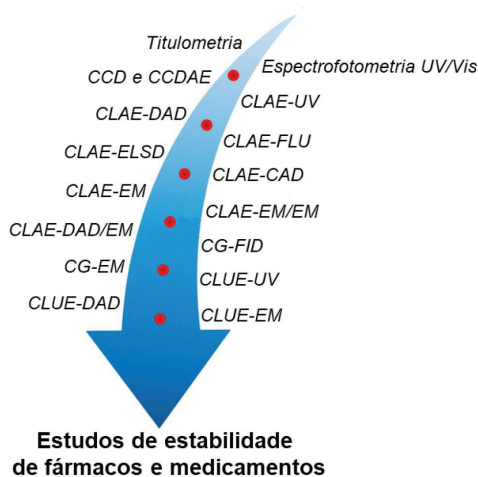 Titulometria
Espectrofotometria UV/Vis
CCD e CCDAE
CLAE-UV
CLAE-DAD
CLAE-FLU
CLAE-ELSD
CLAE-CAD
CLAE-EM
CLAE-EM/EM
CLAE-DAD/EM
CG-FID
CG-EM
CLUE-UV
CLUE-DAD
CLUE-EM
Estudos de estabilidade
de fármacos e medicamentos